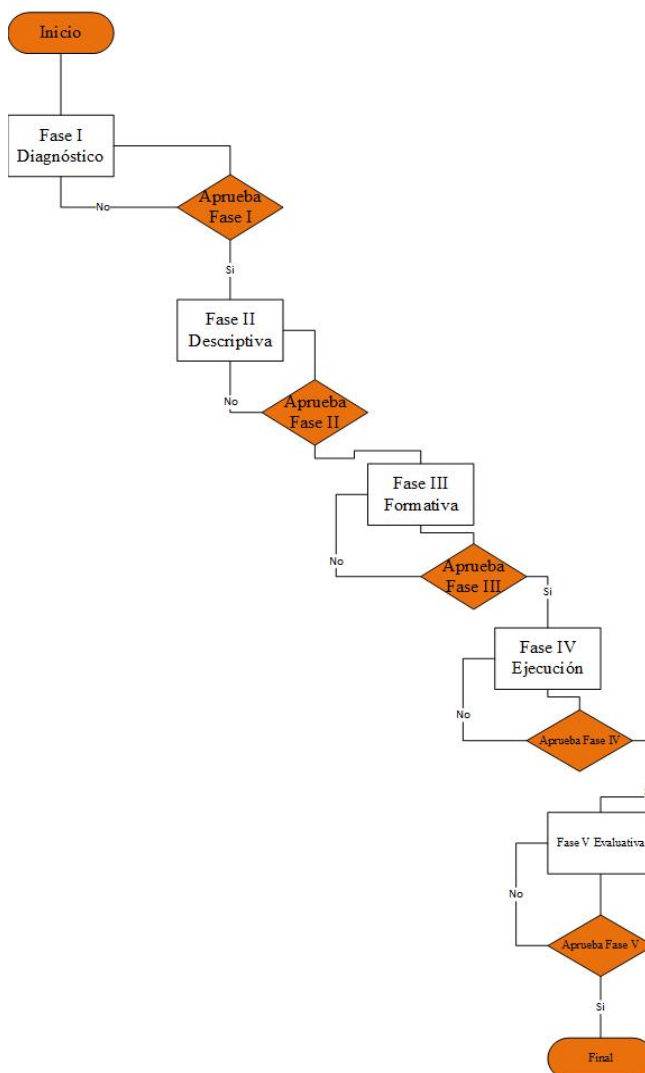 Inicio
Fase I
Diagnóstico
Aprueba
Fase I
No
Si
Fase II
Descriptiva
Aprueba
Fase II
No
Fase III
Formativa
Aprueba
Fase III
No
Si
Fase IV
Ejecución
Aprueba Fase IV
No
Fase V Evaluativa
No
Aprueba Fase V
Si
Final